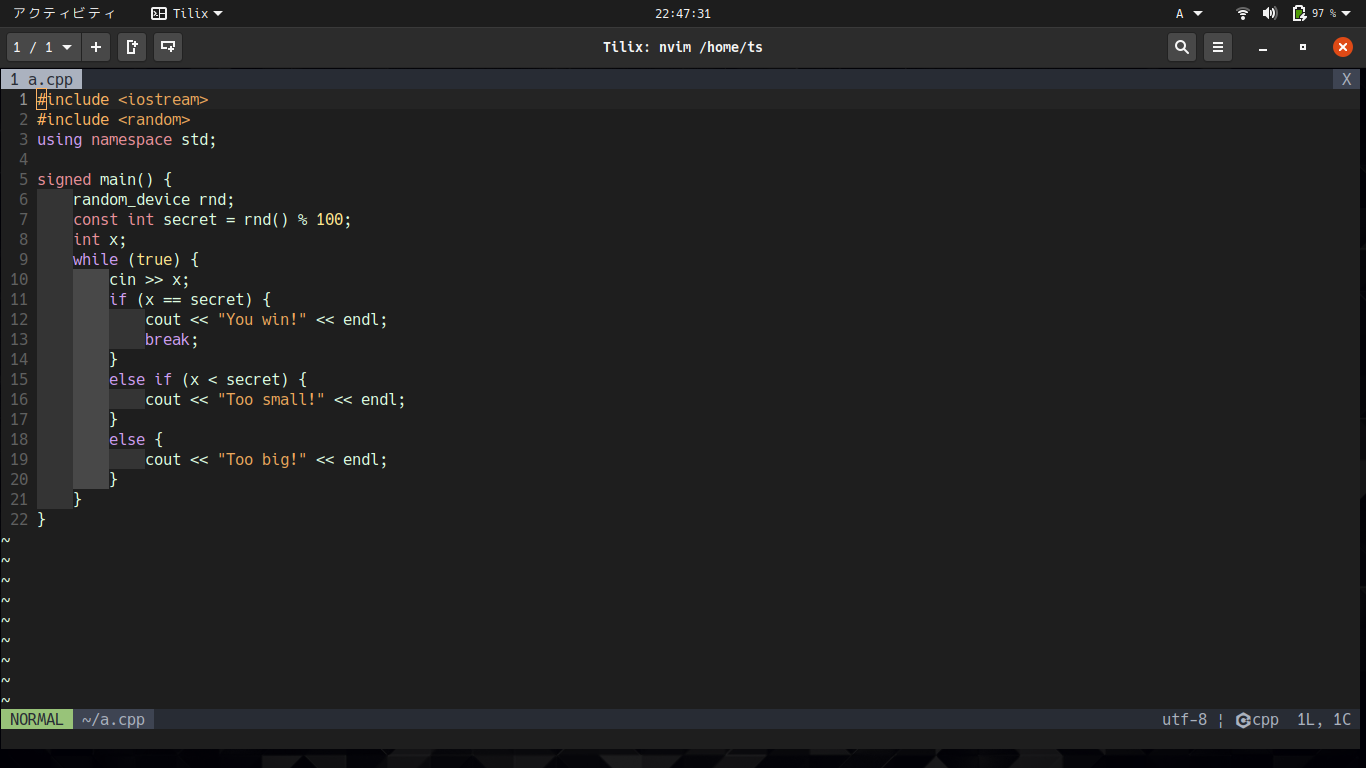 アクティビティ Tilix 22:47:31 A 97 %
1 / 1 Tilix: nvim /home/ts
1 a.cpp X
1 #include <iostream>
2 #include <random>
3 using namespace std;
4
5 signed main() {
6     random_device rnd;
7     const int secret = rnd() % 100;
8     int x;
9     while (true) {
10         cin >> x;
11         if (x == secret) {
12             cout << "You win!" << endl;
13             break;
14         }
15         else if (x < secret) {
16             cout << "Too small!" << endl;
17         }
18         else {
19             cout << "Too big!" << endl;
20         }
21     }
22 }
~
~
~
~
~
~
~
~
~
NORMAL ~/a.cpp utf-8 ¦ cpp 1L, 1C